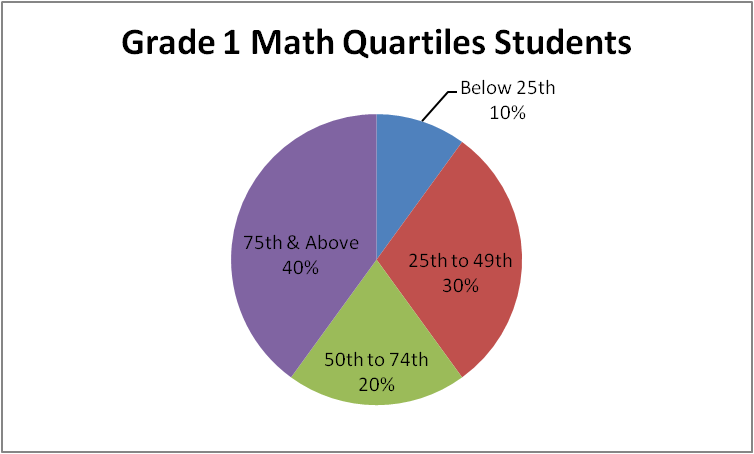 Grade 1 Math Quartiles Students
Below 25th
10%
25th to 49th
30%
50th to 74th
20%
75th & Above
40%